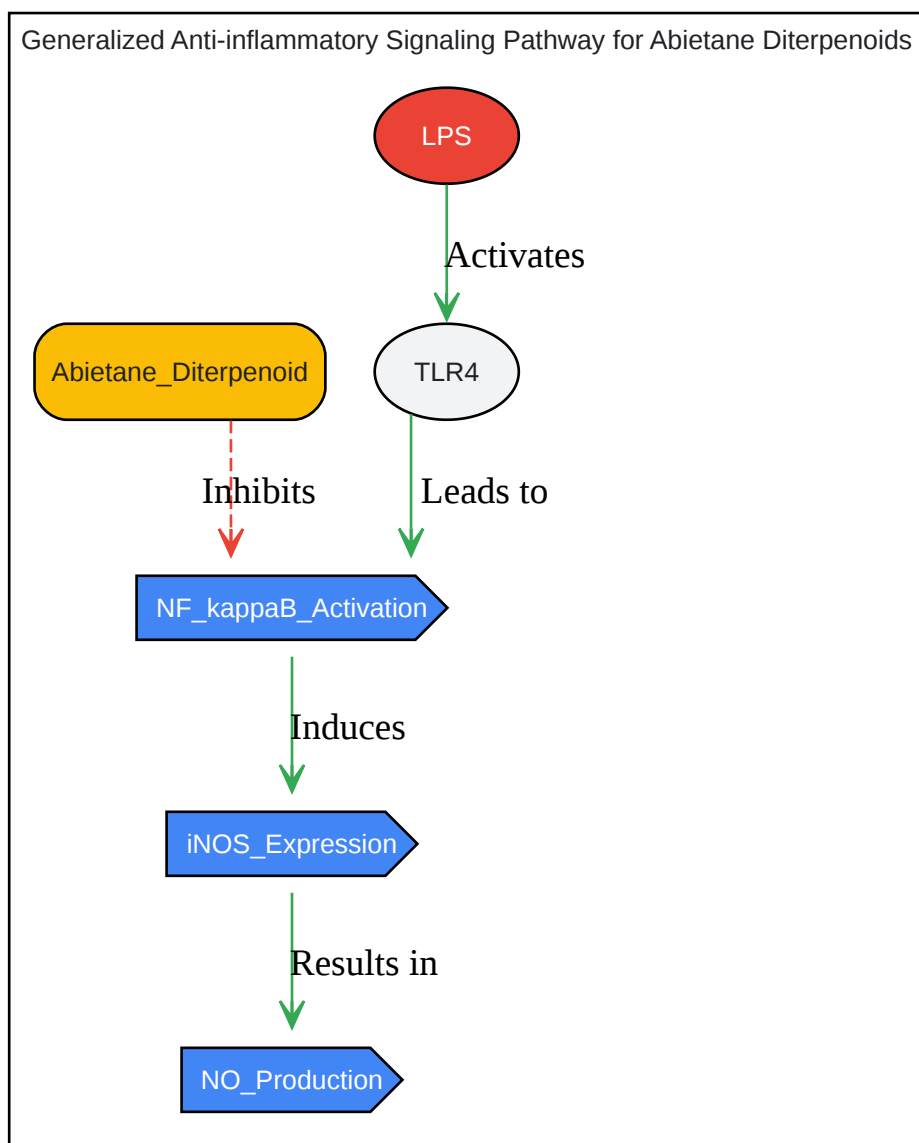 Generalized Anti-inflammatory Signaling Pathway for Abietane Diterpenoids
LPS
Activates
Abietane_Diterpenoid
TLR4
Inhibits
Leads to
NF_kappaB_Activation
Induces
iNOS_Expression
Results in
NO_Production